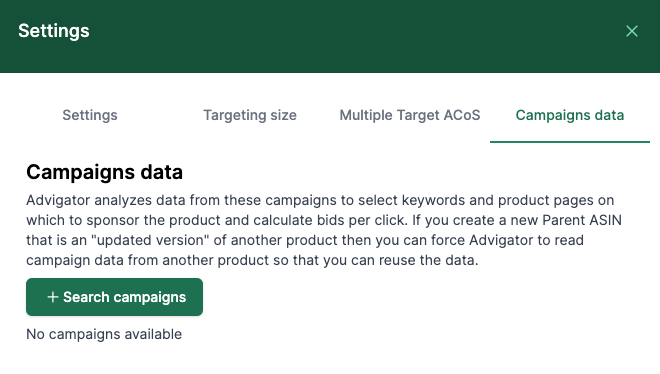 Settings
Settings
Targeting size
Multiple Target ACoS
Campaigns data
Campaigns data
Advigator analyzes data from these campaigns to select keywords and product pages on
which to sponsor the product and calculate bids per click. If you create a new Parent ASIN
that is an "updated version" of another product then you can force Advigator to read
campaign data from another product so that you can reuse the data.
+ Search campaigns
No campaigns available